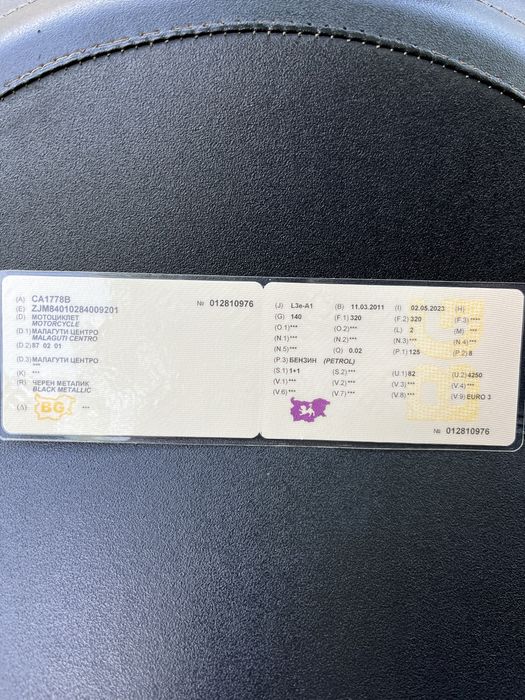 (A) CA1778B № 012810976
(E) ZJM84010284009201
(D) МОТОЦИКЛЕТ
MOTORCYCLE
(D.1) МАЛАГУТИ ЦЕНТРО
MALAGUTI CENTRO
(D.2) 87 02 01
(D.3) МАЛАГУТИ ЦЕНТРО
***
(K) ***
(R) ЧЕРЕН МЕТАЛИК
BLACK METALLIC
(A) BG ***
(J) L3e-A1 (B) 11.03.2011 (I) 02.05.2023 (H)
(G) 140 (F.1) 320 (F.2) 320 (F.3) ****
(O.1) *** (O.2) *** (L) 2 (M) ***
(N.1) *** (N.2) *** (N.3) *** (N.4) ***
(N.5) *** (Q) 0.02 (P.1) 125 (P.2) 8
(P.3) БЕНЗИН (PETROL)
(S.1) 1+1 (S.2) *** (U.1) 82 (U.2) 4250
(V.1) *** (V.2) *** (V.3) *** (V.4) ***
(V.6) *** (V.7) *** (V.8) *** (V.9) EURO 3
BG
№ 012810976